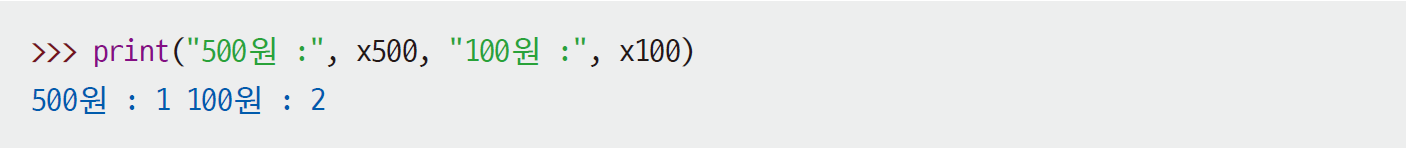 >>> print("500원 :", x500, "100원 :", x100)
500원 : 1 100원 : 2